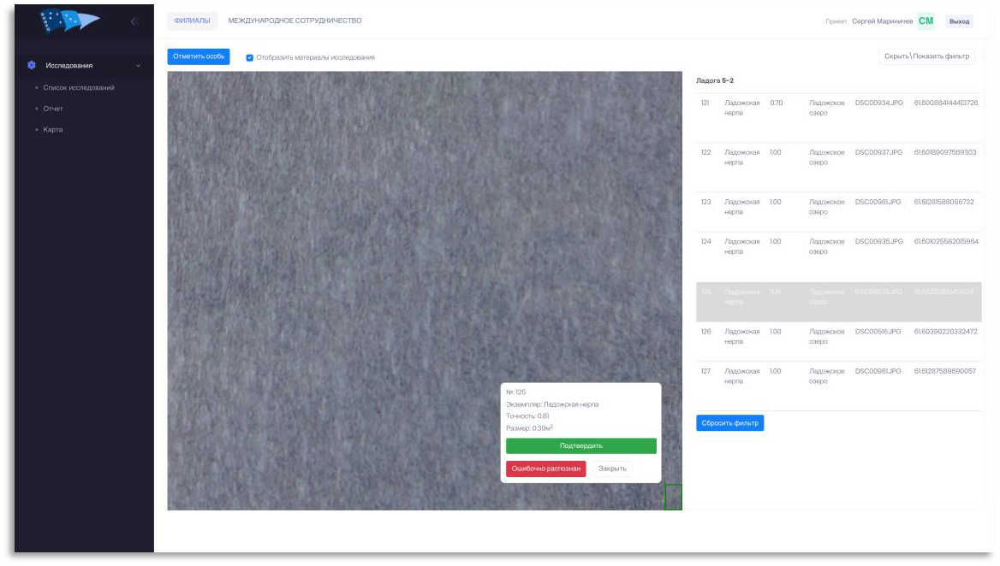 ФИЛИАЛЫ МЕЖДУНАРОДНОЕ СОТРУДНИЧЕСТВО
Привет, Сергей Мариничев СМ Выход
Исследования
Список исследований
Отчет
Карта
Отметить особь Отобразить материалы исследования
Скрыть\Показать фильтр
Ладога 5-2
121 Ладожская 0.70 Ладожское DSC00934.JPG 61.600884144413726
нерпа озеро
122 Ладожская 1.00 Ладожское DSC00937.JPG 61.60189097589303
нерпа озеро
123 Ладожская 1.00 Ладожское DSC00981.JPG 61.61281588086732
нерпа озеро
124 Ладожская 1.00 Ладожское DSC00935.JPG 61.601025582015964
нерпа озеро
125 Ладожская 0.81 Ладожское
нерпа озеро
126 Ладожская 1.00 Ладожское DSC00516.JPG 61.60390220332472
нерпа озеро
127 Ладожская 1.00 Ладожское DSC00981.JPG 61.61287589690057
нерпа озеро
Сбросить фильтр
№: 125
Экземпляр: Ладожская нерпа
Точность: 0.81
Размер: 0.39м²
Подтвердить
Ошибочно распознан Закрыть